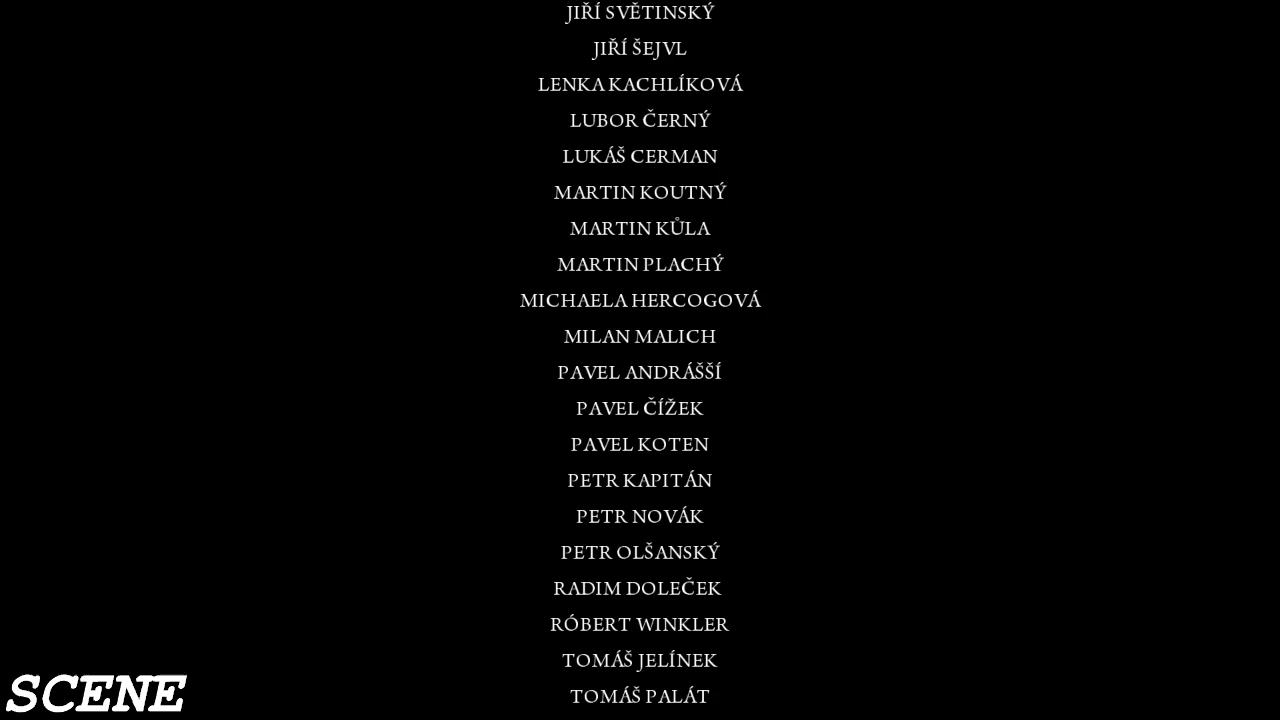 JIŘÍ SVĚTINSKÝ
JIŘÍ ŠEJVL
LENKA KACHLÍKOVÁ
LUBOR ČERNÝ
LUKÁŠ CERMAN
MARTIN KOUTNÝ
MARTIN KŮLA
MARTIN PLACHÝ
MICHAELA HERCOGOVÁ
MILAN MALICH
PAVEL ANDRÁŠŠÍ
PAVEL ČÍŽEK
PAVEL KOTEN
PETR KAPITÁN
PETR NOVÁK
PETR OLŠANSKÝ
RADIM DOLEČEK
RÓBERT WINKLER
TOMÁŠ JELÍNEK
TOMÁŠ PALÁT
SCENE